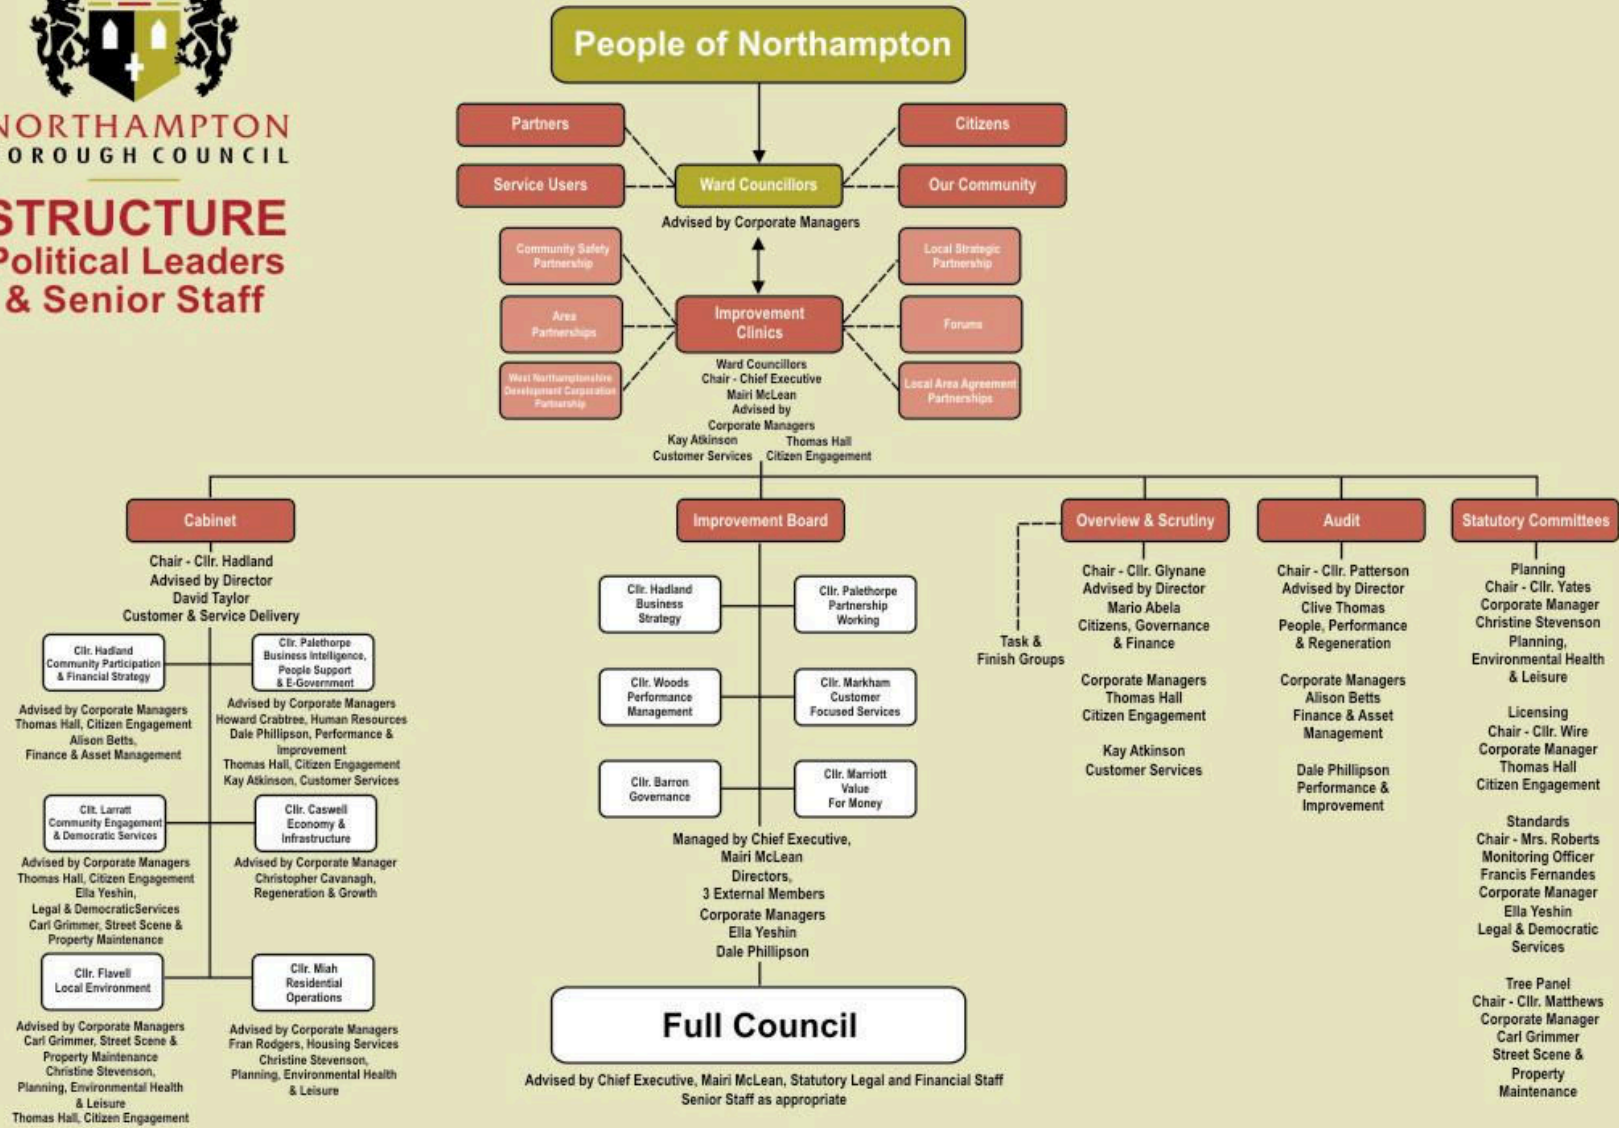 NORTHAMPTON
BOROUGH COUNCIL
STRUCTURE
Political Leaders
& Senior Staff
People of Northampton
Partners
Citizens
Service Users
Ward Councillors
Our Community
Advised by Corporate Managers
Community Safety
Partnership
Local Strategic
Partnership
Area
Partnerships
Improvement
Clinics
Forums
West Northamptonshire
Development Corporation
Partnership
Local Area Agreement
Partnerships
Ward Councillors
Chair - Chief Executive
Mairi McLean
Advised by
Corporate Managers
Kay Atkinson
Customer Services
Thomas Hall
Citizen Engagement
Cabinet
Chair - Cllr. Hadland
Advised by Director
David Taylor
Customer & Service Delivery
Cllr. Hadland
Community Participation
& Financial Strategy
Advised by Corporate Managers
Thomas Hall, Citizen Engagement
Alison Betts,
Finance & Asset Management
Cllr. Palethorpe
Business Intelligence,
People Support
& E-Government
Advised by Corporate Managers
Howard Crabtree, Human Resources
Dale Phillipson, Performance &
Improvement
Thomas Hall, Citizen Engagement
Kay Atkinson, Customer Services
Cllt. Larratt
Community Engagement
& Democratic Services
Advised by Corporate Managers
Thomas Hall, Citizen Engagement
Ella Yeshin,
Legal & DemocraticServices
Carl Grimmer, Street Scene &
Property Maintenance
Cllr. Caswell
Economy &
Infrastructure
Advised by Corporate Manager
Christopher Cavanagh,
Regeneration & Growth
Cllr. Flavell
Local Environment
Advised by Corporate Managers
Carl Grimmer, Street Scene &
Property Maintenance
Christine Stevenson,
Planning, Environmental Health
& Leisure
Thomas Hall, Citizen Engagement
Cllr. Miah
Residential
Operations
Advised by Corporate Managers
Fran Rodgers, Housing Services
Christine Stevenson,
Planning, Environmental Health
& Leisure
Improvement Board
Cllr. Hadland
Business
Strategy
Cllr. Palethorpe
Partnership
Working
Cllr. Woods
Performance
Management
Cllr. Markham
Customer
Focused Services
Cllr. Barron
Governance
Cllr. Marriott
Value
For Money
Managed by Chief Executive,
Mairi McLean
Directors,
3 External Members
Corporate Managers
Ella Yeshin
Dale Phillipson
Full Council
Advised by Chief Executive, Mairi McLean, Statutory Legal and Financial Staff
Senior Staff as appropriate
Overview & Scrutiny
Task &
Finish Groups
Chair - Cllr. Glynane
Advised by Director
Mario Abela
Citizens, Governance
& Finance
Corporate Managers
Thomas Hall
Citizen Engagement
Kay Atkinson
Customer Services
Audit
Chair - Cllr. Patterson
Advised by Director
Clive Thomas
People, Performance
& Regeneration
Corporate Managers
Alison Betts
Finance & Asset
Management
Dale Phillipson
Performance &
Improvement
Statutory Committees
Planning
Chair - Cllr. Yates
Corporate Manager
Christine Stevenson
Planning,
Environmental Health
& Leisure
Licensing
Chair - Cllr. Wire
Corporate Manager
Thomas Hall
Citizen Engagement
Standards
Chair - Mrs. Roberts
Monitoring Officer
Francis Fernandes
Corporate Manager
Ella Yeshin
Legal & Democratic
Services
Tree Panel
Chair - Cllr. Matthews
Corporate Manager
Carl Grimmer
Street Scene &
Property
Maintenance